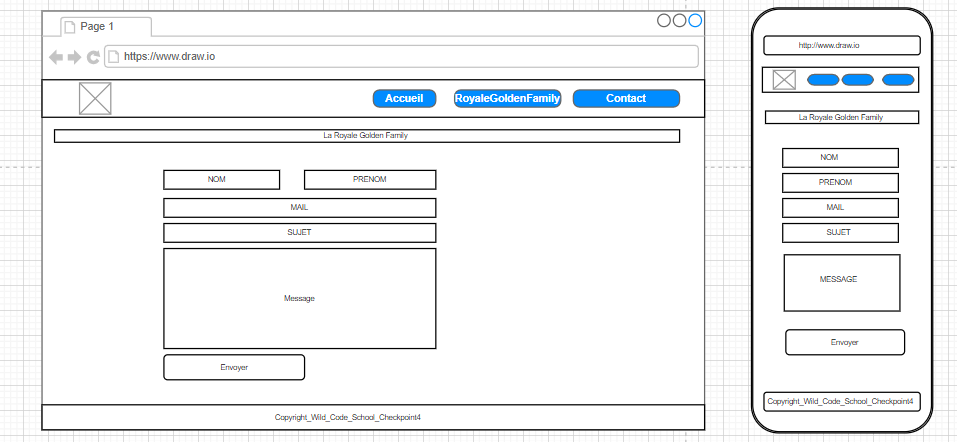 Page 1
https://www.draw.io
Accueil
RoyaleGoldenFamily
Contact
La Royale Golden Family
NOM
PRENOM
MAIL
SUJET
Message
Envoyer
Copyright_Wild_Code_School_Checkpoint4
http://www.draw.io
La Royale Golden Family
NOM
PRENOM
MAIL
SUJET
MESSAGE
Envoyer
Copyright_Wild_Code_School_Checkpoint4